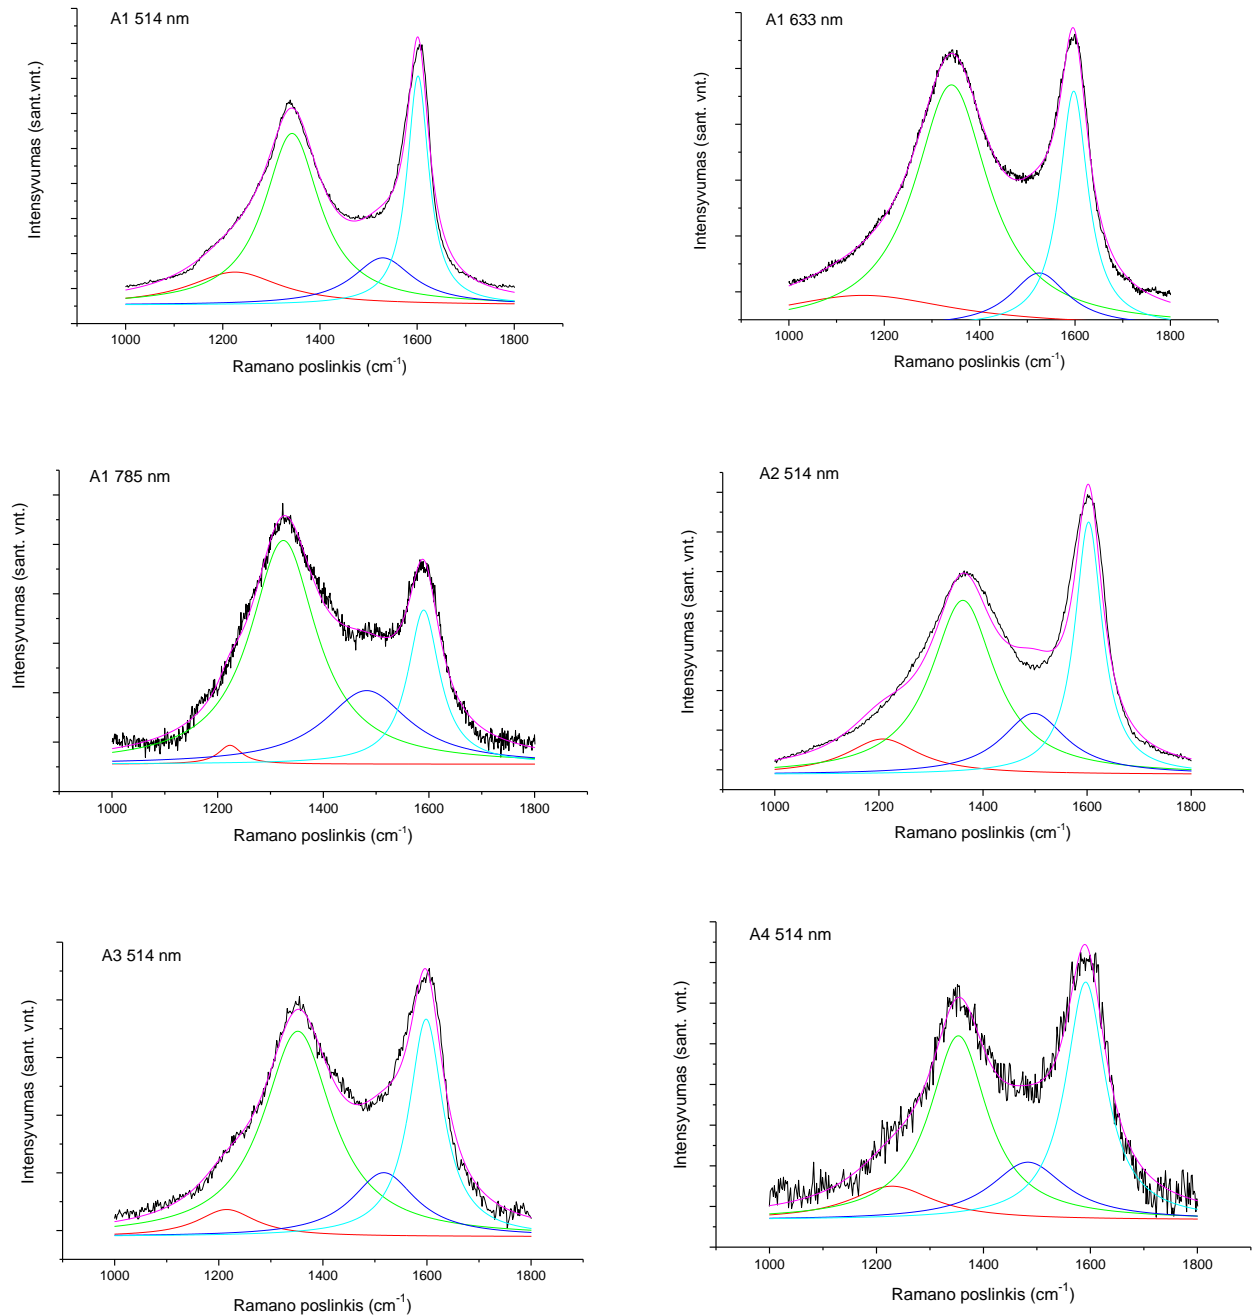 A1 514 nm
Intensyvumas (sant.vnt.)
1000 1200 1400 1600 1800
Ramano poslinkis (cm⁻¹)
A1 633 nm
Intensyvumas (sant. vnt.)
1000 1200 1400 1600 1800
Ramano poslinkis (cm⁻¹)
A1 785 nm
Intensyvumas (sant. vnt.)
1000 1200 1400 1600 1800
Ramano poslinkis (cm⁻¹)
A2 514 nm
Intensyvumas (sant. vnt.)
1000 1200 1400 1600 1800
Ramano poslinkis (cm⁻¹)
A3 514 nm
Intensyvumas (sant. vnt.)
1000 1200 1400 1600 1800
Ramano poslinkis (cm⁻¹)
A4 514 nm
Intensyvumas (sant. vnt.)
1000 1200 1400 1600 1800
Ramano poslinkis (cm⁻¹)